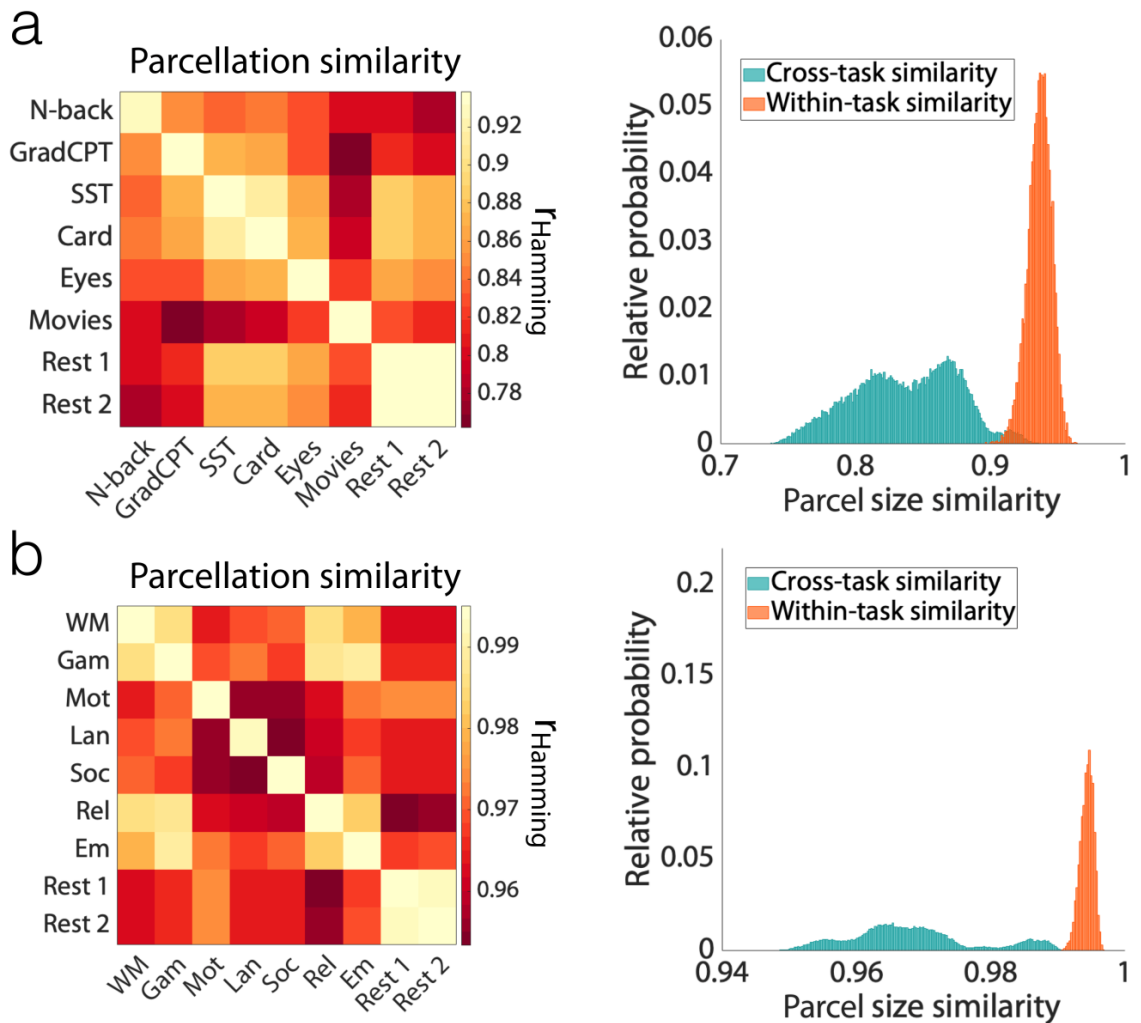 a
Parcellation similarity
N-back
GradCPT
SST
Card
Eyes
Movies
Rest 1
Rest 2
N-back
GradCPT
SST
Card
Eyes
Movies
Rest 1
Rest 2
0.92
0.9
0.88
0.86
0.84
0.82
0.8
0.78
rHamming
Cross-task similarity
Within-task similarity
Relative probability
0.06
0.05
0.04
0.03
0.02
0.01
0
0.7
0.8
0.9
1
Parcel size similarity
b
Parcellation similarity
WM
Gam
Mot
Lan
Soc
Rel
Em
Rest 1
Rest 2
WM
Gam
Mot
Lan
Soc
Rel
Em
Rest 1
Rest 2
0.99
0.98
0.97
0.96
rHamming
Cross-task similarity
Within-task similarity
Relative probability
0.2
0.15
0.1
0.05
0
0.94
0.96
0.98
1
Parcel size similarity